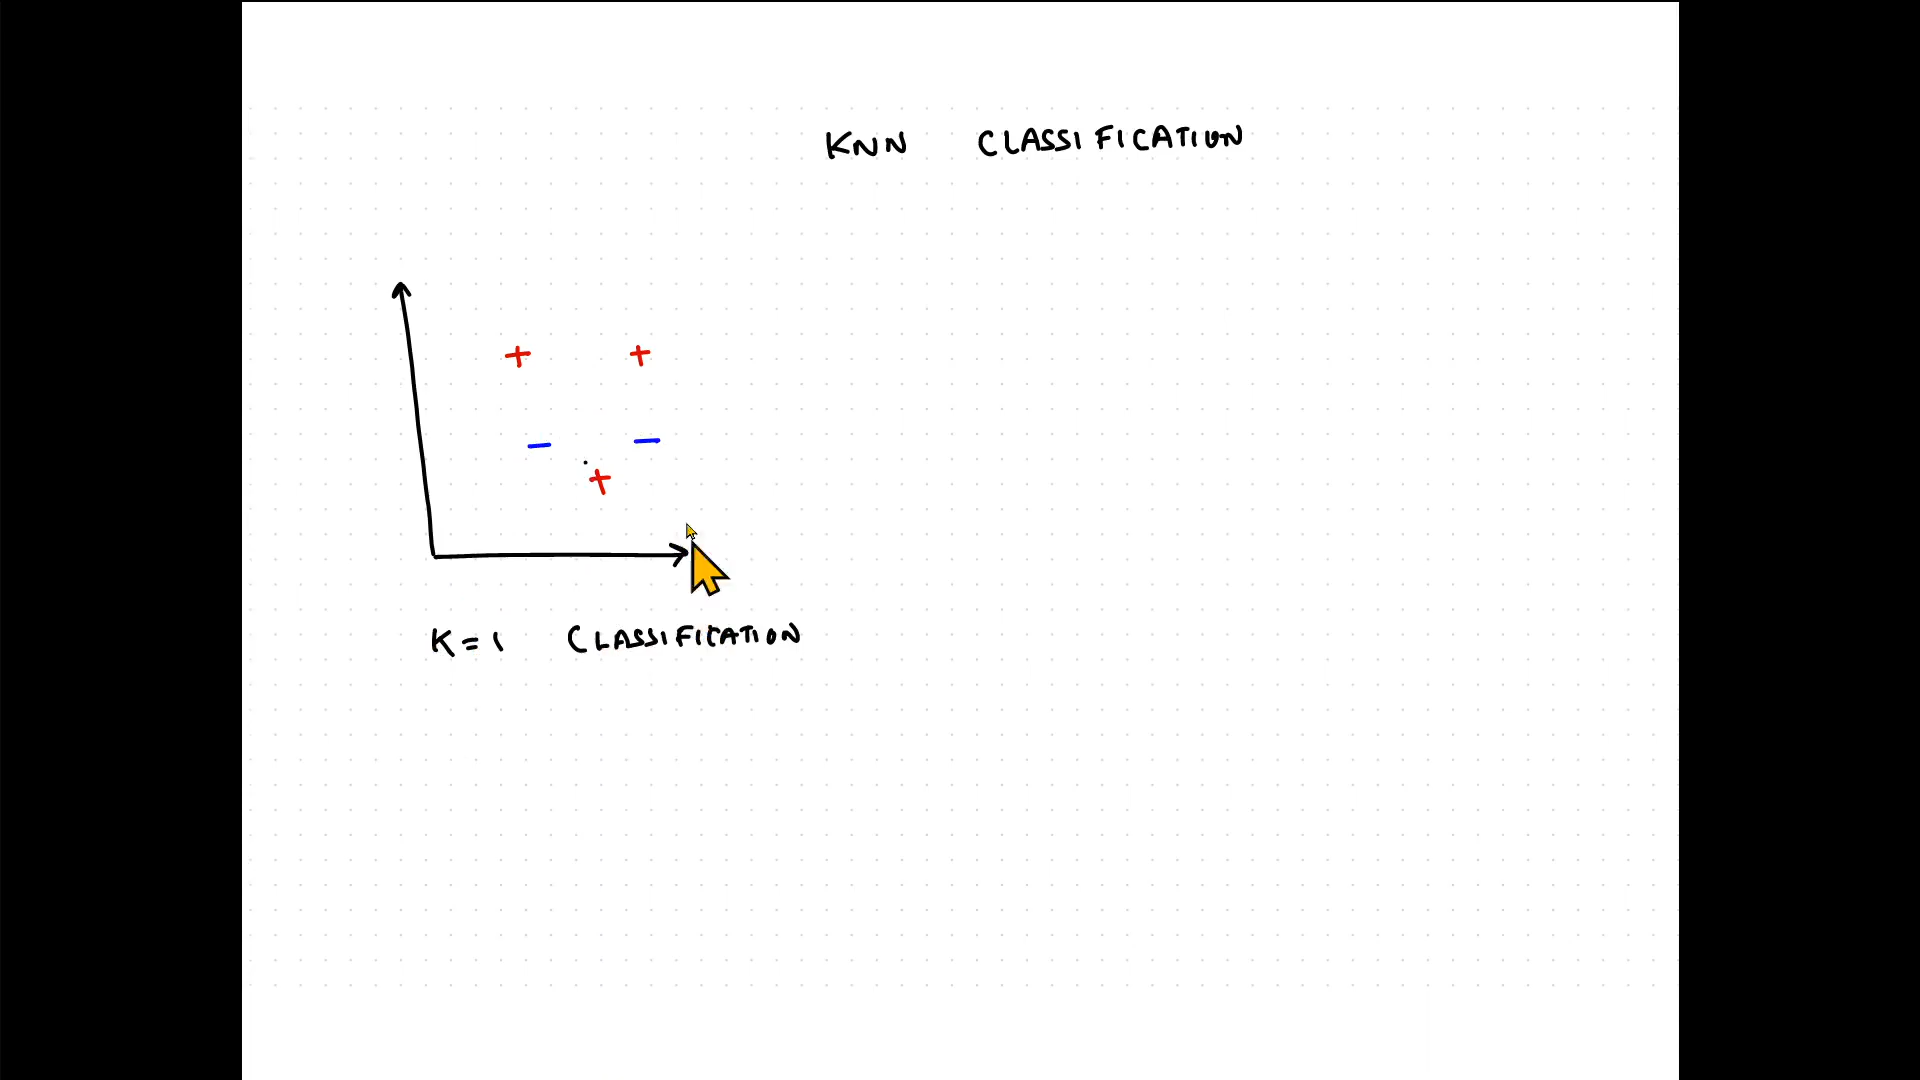 KNN CLASSIFICATION
+ +
- -
+
K = 1 CLASSIFICATION